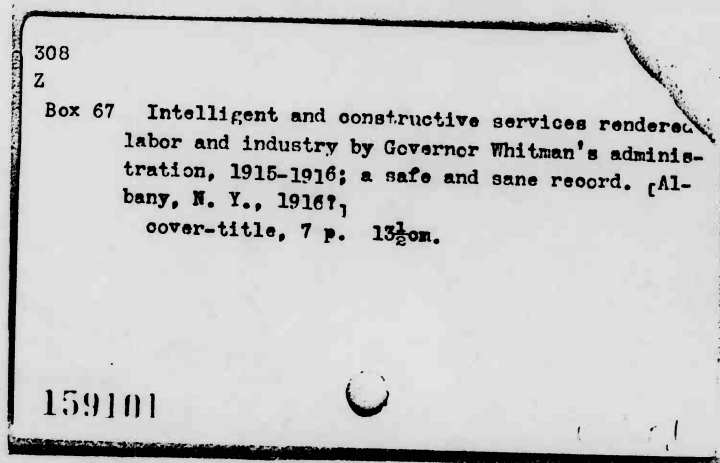 308
Z
Box 67 Intelligent and constructive services rendered
labor and industry by Governor Whitman's adminis-
tration, 1915-1916; a safe and sane record. [Al-
bany, N. Y., 1916?]
cover-title, 7 p. 13½cm.
159101